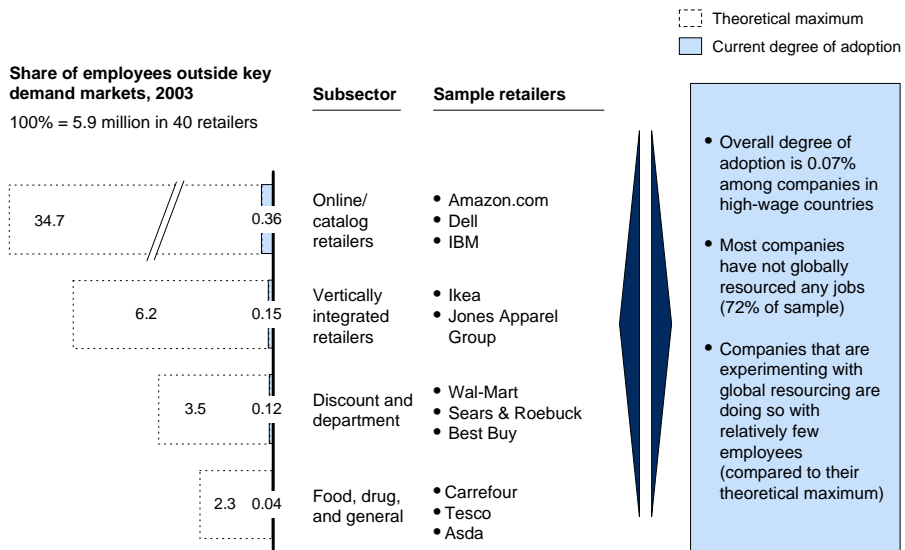 Theoretical maximum
Current degree of adoption
Share of employees outside key
demand markets, 2003
100% = 5.9 million in 40 retailers
Subsector
Sample retailers
34.7
0.36
Online/
catalog
retailers
• Amazon.com
• Dell
• IBM
6.2
0.15
Vertically
integrated
retailers
• Ikea
• Jones Apparel
Group
3.5
0.12
Discount and
department
• Wal-Mart
• Sears & Roebuck
• Best Buy
2.3
0.04
Food, drug,
and general
• Carrefour
• Tesco
• Asda
• Overall degree of
adoption is 0.07%
among companies in
high-wage countries
• Most companies
have not globally
resourced any jobs
(72% of sample)
• Companies that are
experimenting with
global resourcing are
doing so with
relatively few
employees
(compared to their
theoretical maximum)